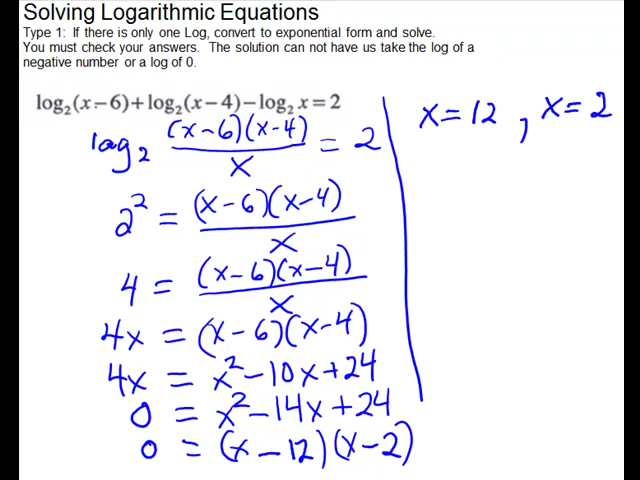 Solving Logarithmic Equations
Type 1: If there is only one Log, convert to exponential form and solve.
You must check your answers. The solution can not have us take the log of a
negative number or a log of 0.
log₂(x−6)+log₂(x−4)−log₂x=2
log₂ (x−6)(x−4)/x = 2
2² = (x−6)(x−4)/x
4 = (x−6)(x−4)/x
4x = (x−6)(x−4)
4x = x²−10x+24
0 = x²−14x+24
0 = (x−12)(x−2)
x=12, x=2